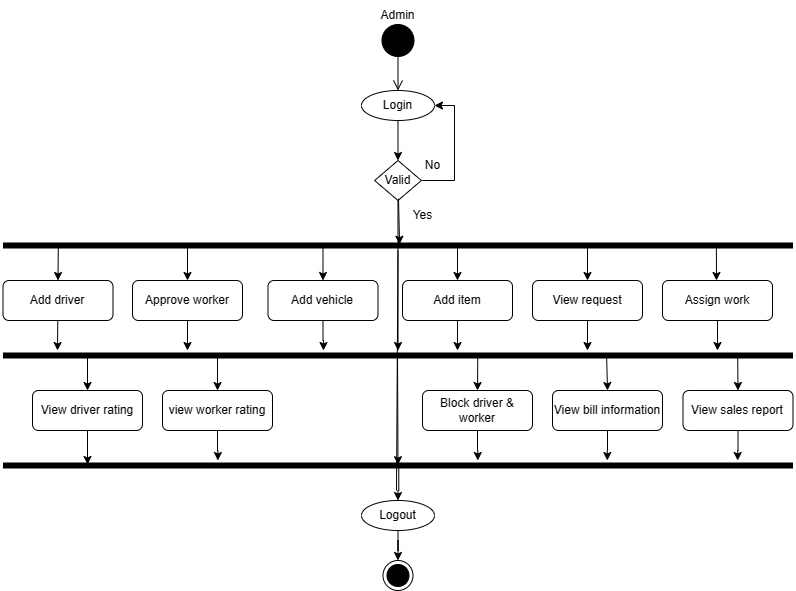 Admin
Login
No
Valid
Yes
Add driver
Approve worker
Add vehicle
Add item
View request
Assign work
View driver rating
view worker rating
Block driver &
worker
View bill information
View sales report
Logout